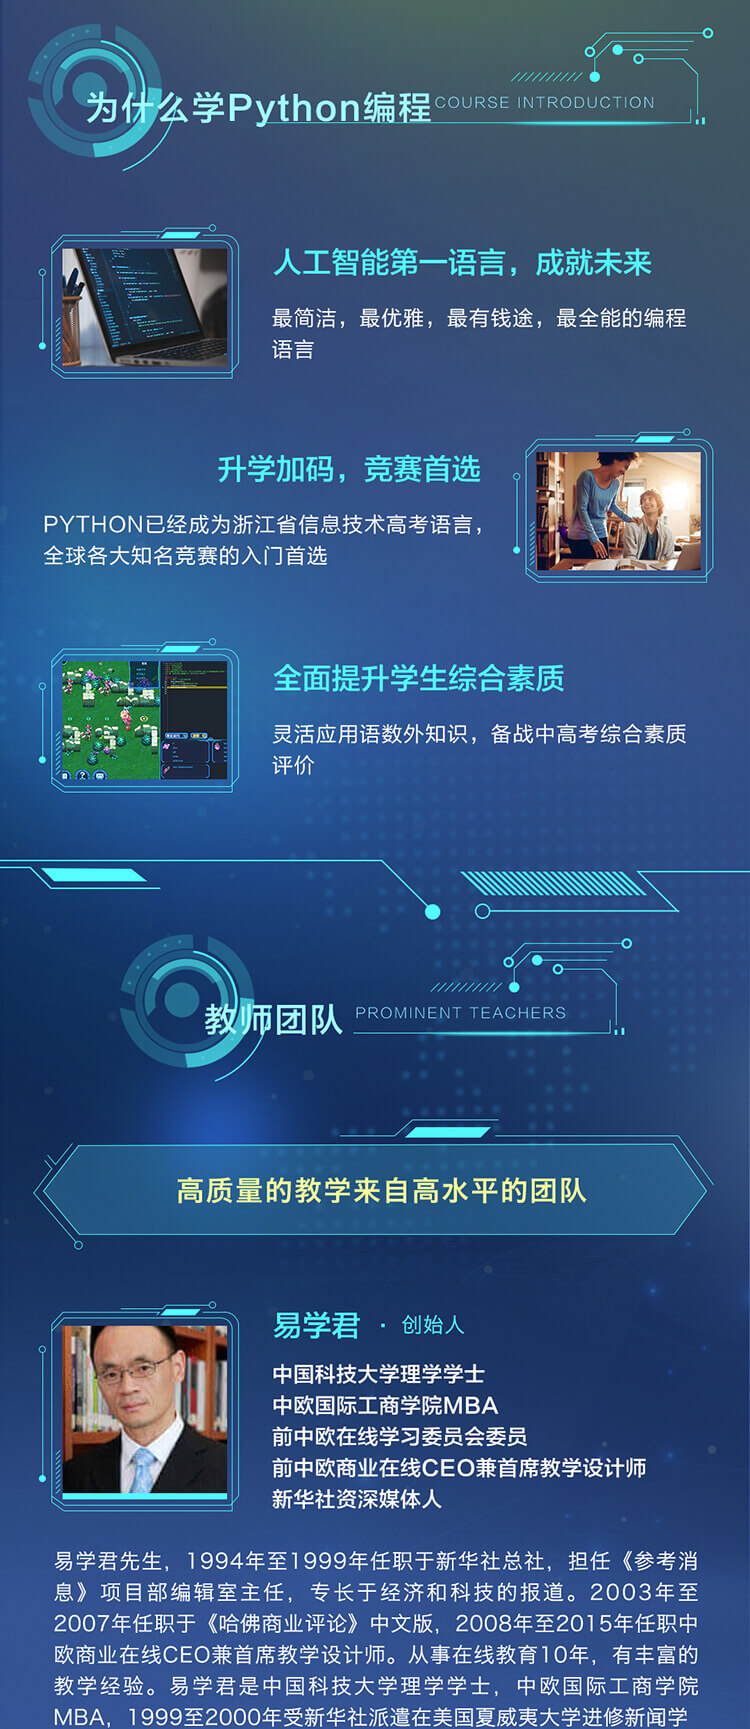 为什么学Python编程 COURSE INTRODUCTION
人工智能第一语言，成就未来
最简洁，最优雅，最有钱途，最全能的编程
语言
升学加码，竞赛首选
PYTHON已经成为浙江省信息技术高考语言，
全球各大知名竞赛的入门首选
全面提升学生综合素质
灵活应用语数外知识，备战中高考综合素质
评价
教师团队 PROMINENT TEACHERS
高质量的教学来自高水平的团队
易学君 · 创始人
中国科技大学理学学士
中欧国际工商学院MBA
前中欧在线学习委员会委员
前中欧商业在线CEO兼首席教学设计师
新华社资深媒体人
易学君先生，1994年至1999年任职于新华社总社，担任《参考消
息》项目部编辑室主任，专长于经济和科技的报道。2003年至
2007年任职于《哈佛商业评论》中文版，2008年至2015年任职中
欧商业在线CEO兼首席教学设计师。从事在线教育10年，有丰富的
教学经验。易学君是中国科技大学理学学士，中欧国际工商学院
MBA，1999至2000年受新华社派遣在美国夏威夷大学进修新闻学